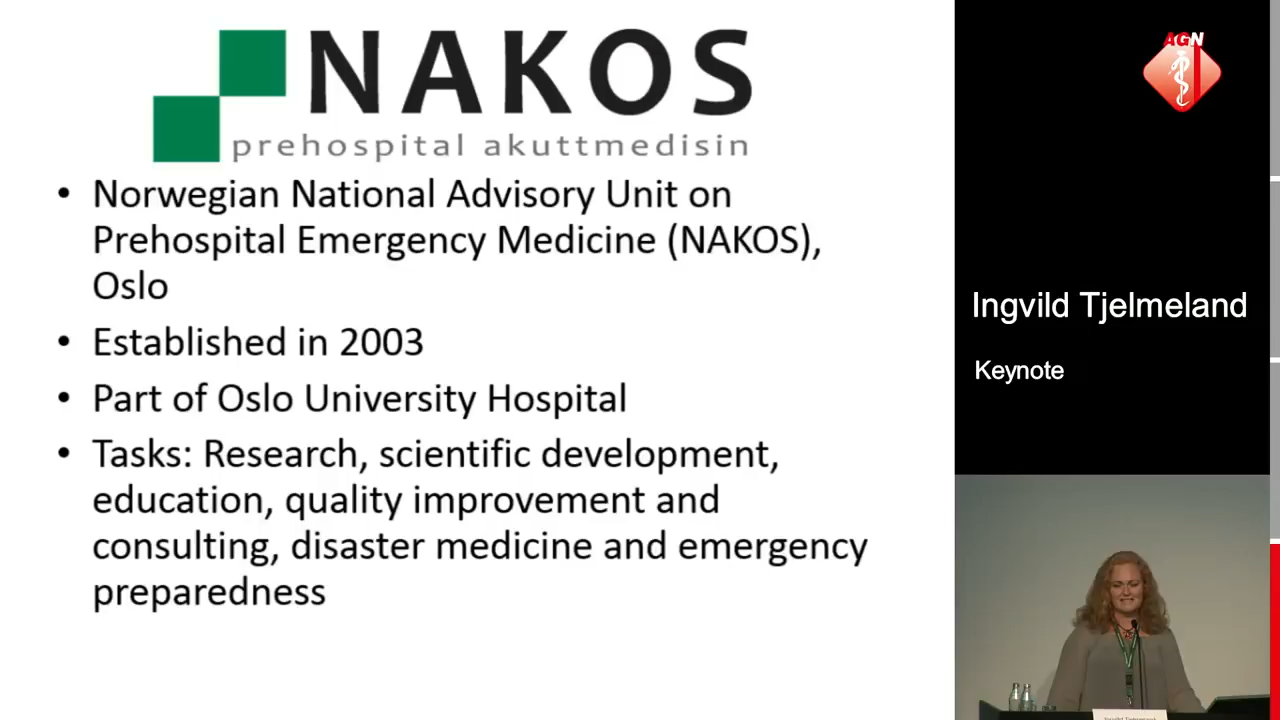 NAKOS
prehospital akuttmedisin
• Norwegian National Advisory Unit on
Prehospital Emergency Medicine (NAKOS),
Oslo
• Established in 2003
• Part of Oslo University Hospital
• Tasks: Research, scientific development,
education, quality improvement and
consulting, disaster medicine and emergency
preparedness
AGN
Ingvild Tjelmeland
Keynote